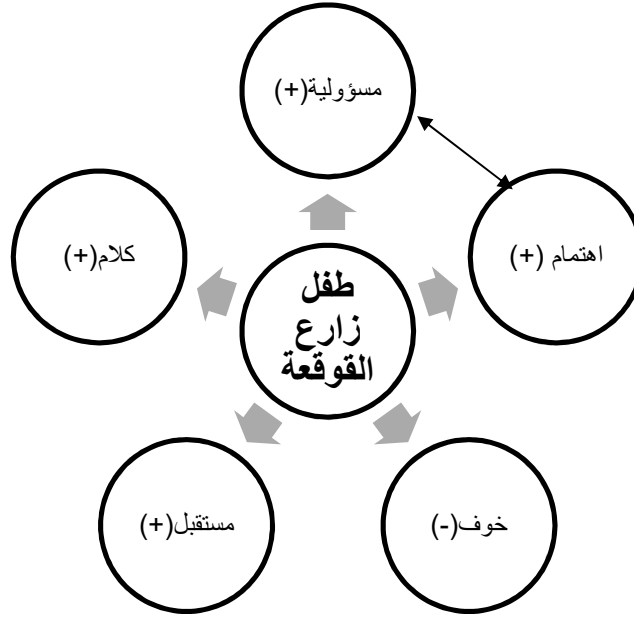 مسؤولية(+)
اهتمام (+)
كلام(+)
طفل
زارع
القوقعة
مستقبل(+)
خوف(-)